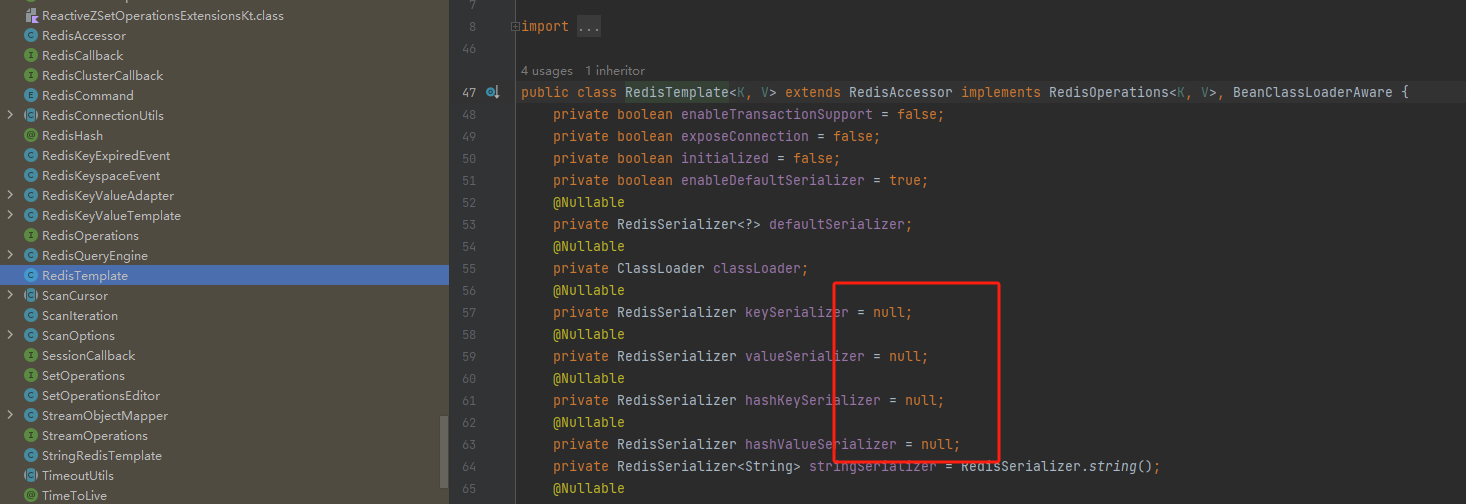 ReactiveZSetOperationsExtensionsKt.class
RedisAccessor
RedisCallback
RedisClusterCallback
RedisCommand
RedisConnectionUtils
RedisHash
RedisKeyExpiredEvent
RedisKeyspaceEvent
RedisKeyValueAdapter
RedisKeyValueTemplate
RedisOperations
RedisQueryEngine
RedisTemplate
ScanCursor
ScanIteration
ScanOptions
SessionCallback
SetOperations
SetOperationsEditor
StreamObjectMapper
StreamOperations
StringRedisTemplate
TimeoutUtils
TimeToLive
7
8 import ...
46
4 usages 1 inheritor
47 public class RedisTemplate<K, V> extends RedisAccessor implements RedisOperations<K, V>, BeanClassLoaderAware {
48 private boolean enableTransactionSupport = false;
49 private boolean exposeConnection = false;
50 private boolean initialized = false;
51 private boolean enableDefaultSerializer = true;
52 @Nullable
53 private RedisSerializer<?> defaultSerializer;
54 @Nullable
55 private ClassLoader classLoader;
56 @Nullable
57 private RedisSerializer keySerializer = null;
58 @Nullable
59 private RedisSerializer valueSerializer = null;
60 @Nullable
61 private RedisSerializer hashKeySerializer = null;
62 @Nullable
63 private RedisSerializer hashValueSerializer = null;
64 private RedisSerializer<String> stringSerializer = RedisSerializer.string();
65 @Nullable